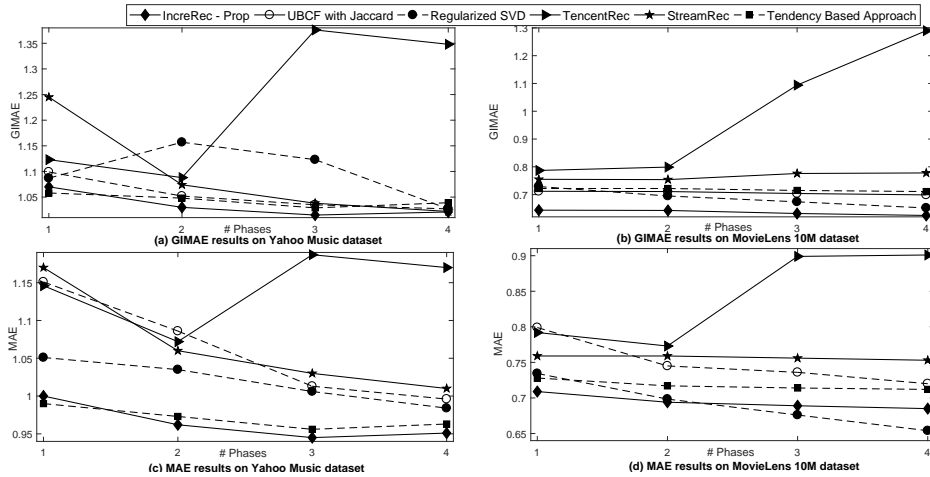 IncreRec - Prop UBCF with Jaccard Regularized SVD TencentRec StreamRec Tendency Based Approach
1.35
1.3
1.25
1.2
1.15
1.1
1.05
GIMAE
1 2 3 4
# Phases
(a) GIMAE results on Yahoo Music dataset
1.3
1.2
1.1
1
0.9
0.8
0.7
GIMAE
1 2 3 4
# Phases
(b) GIMAE results on MovieLens 10M dataset
1.15
1.1
1.05
1
0.95
MAE
1 2 3 4
# Phases
(c) MAE results on Yahoo Music dataset
0.9
0.85
0.8
0.75
0.7
0.65
MAE
1 2 3 4
# Phases
(d) MAE results on MovieLens 10M dataset